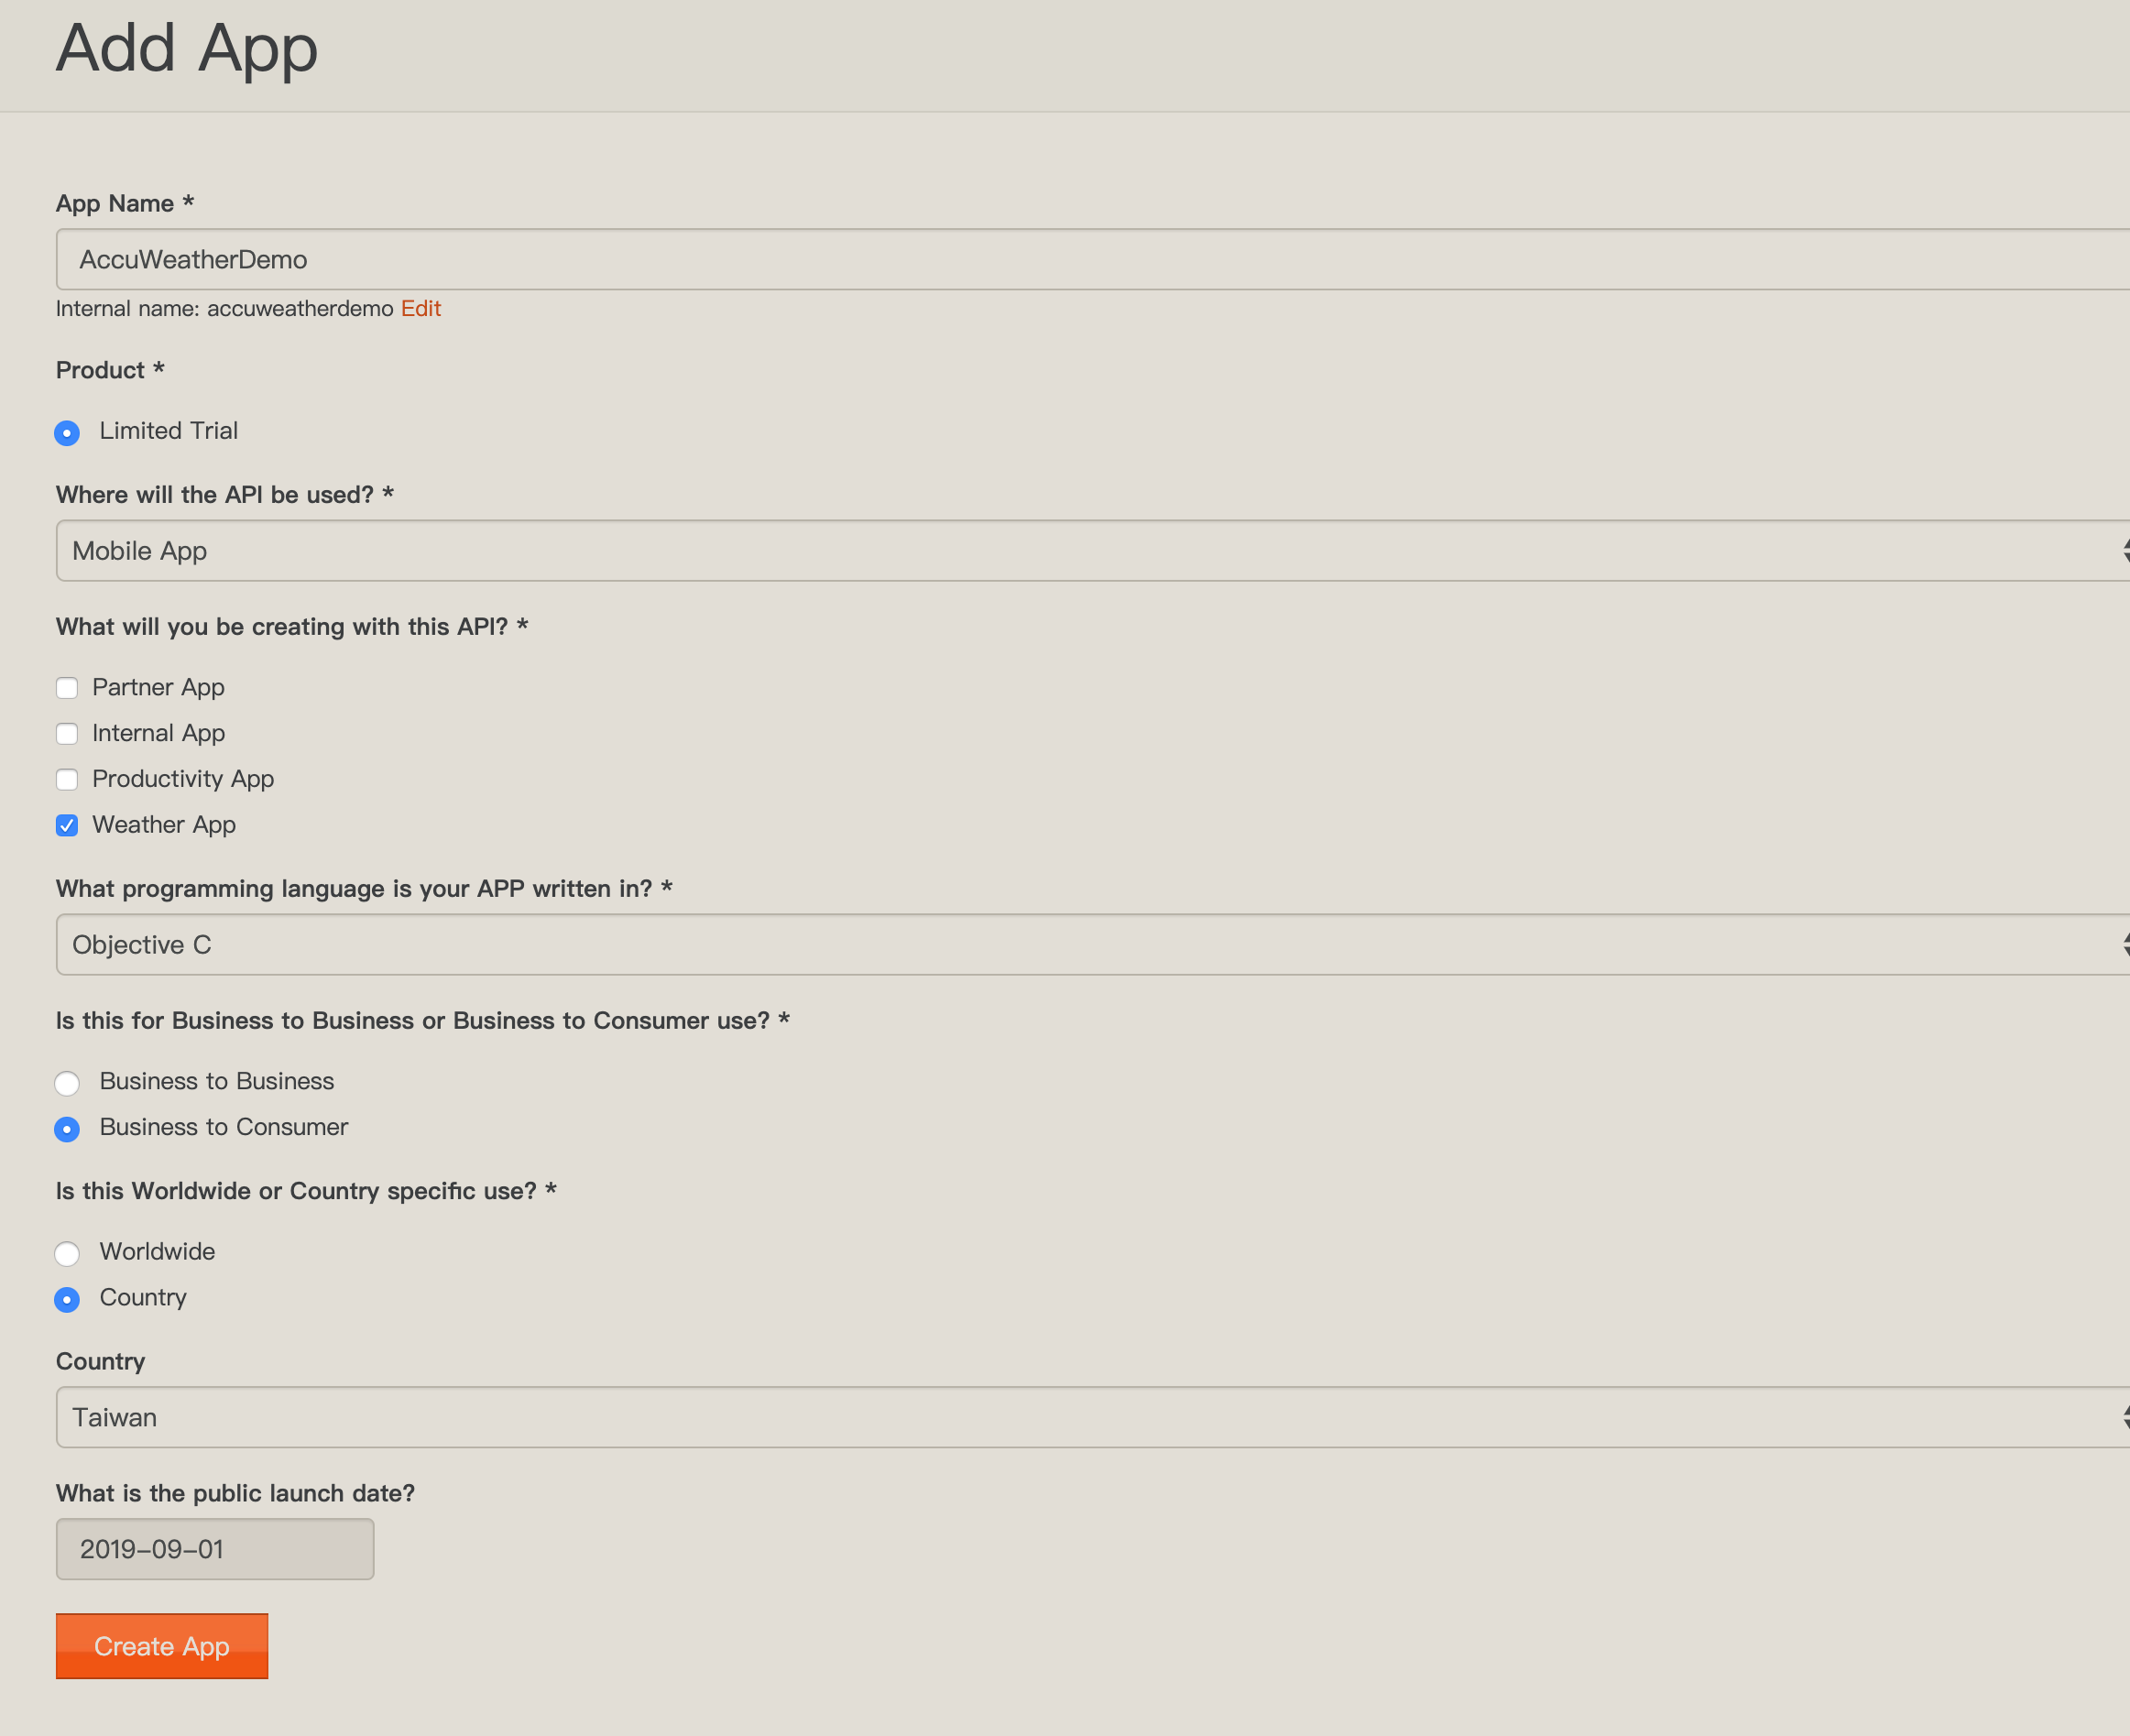 Add App
App Name *
AccuWeatherDemo
Internal name: accuweatherdemo Edit
Product *
Limited Trial
Where will the API be used? *
Mobile App
What will you be creating with this API? *
Partner App
Internal App
Productivity App
Weather App
What programming language is your APP written in? *
Objective C
Is this for Business to Business or Business to Consumer use? *
Business to Business
Business to Consumer
Is this Worldwide or Country specific use? *
Worldwide
Country
Country
Taiwan
What is the public launch date?
2019-09-01
Create App